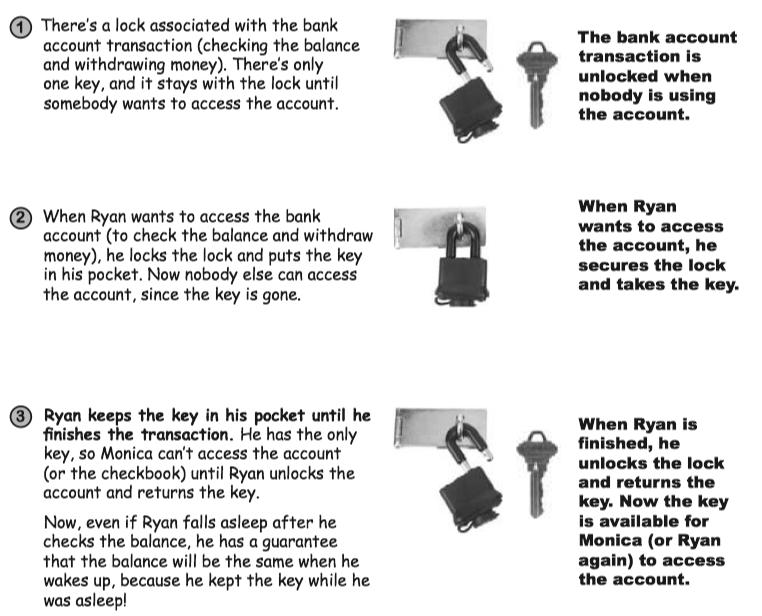 1 There's a lock associated with the bank
account transaction (checking the balance
and withdrawing money). There's only
one key, and it stays with the lock until
somebody wants to access the account.
The bank account
transaction is
unlocked when
nobody is using
the account.
2 When Ryan wants to access the bank
account (to check the balance and withdraw
money), he locks the lock and puts the key
in his pocket. Now nobody else can access
the account, since the key is gone.
When Ryan
wants to access
the account, he
secures the lock
and takes the key.
3 Ryan keeps the key in his pocket until he
finishes the transaction. He has the only
key, so Monica can't access the account
(or the checkbook) until Ryan unlocks the
account and returns the key.
Now, even if Ryan falls asleep after he
checks the balance, he has a guarantee
that the balance will be the same when he
wakes up, because he kept the key while he
was asleep!
When Ryan is
finished, he
unlocks the lock
and returns the
key. Now the key
is available for
Monica (or Ryan
again) to access
the account.